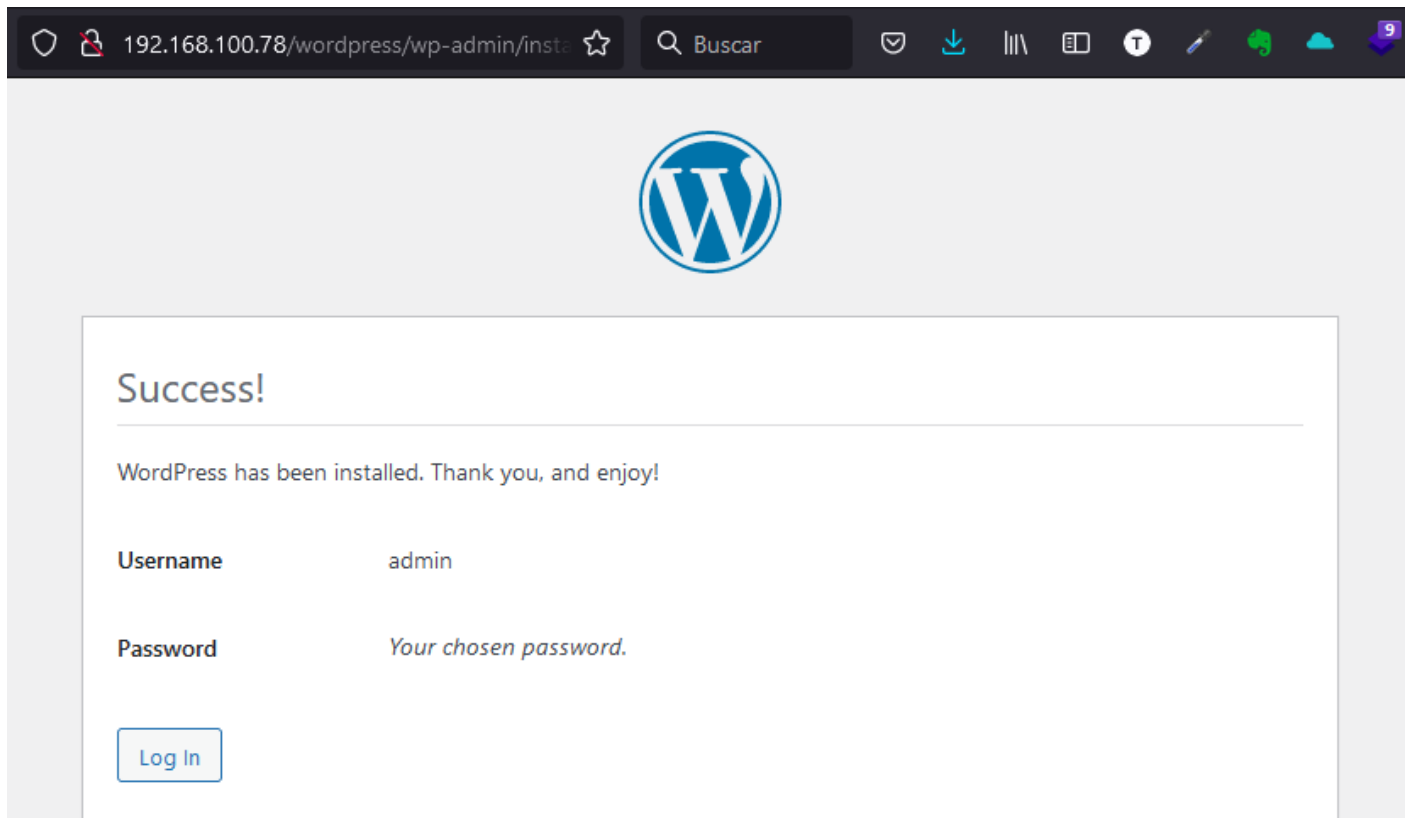 192.168.100.78/wordpress/wp-admin/insta
Buscar
T
9
W
Success!
WordPress has been installed. Thank you, and enjoy!
Username admin
Password Your chosen password.
Log In